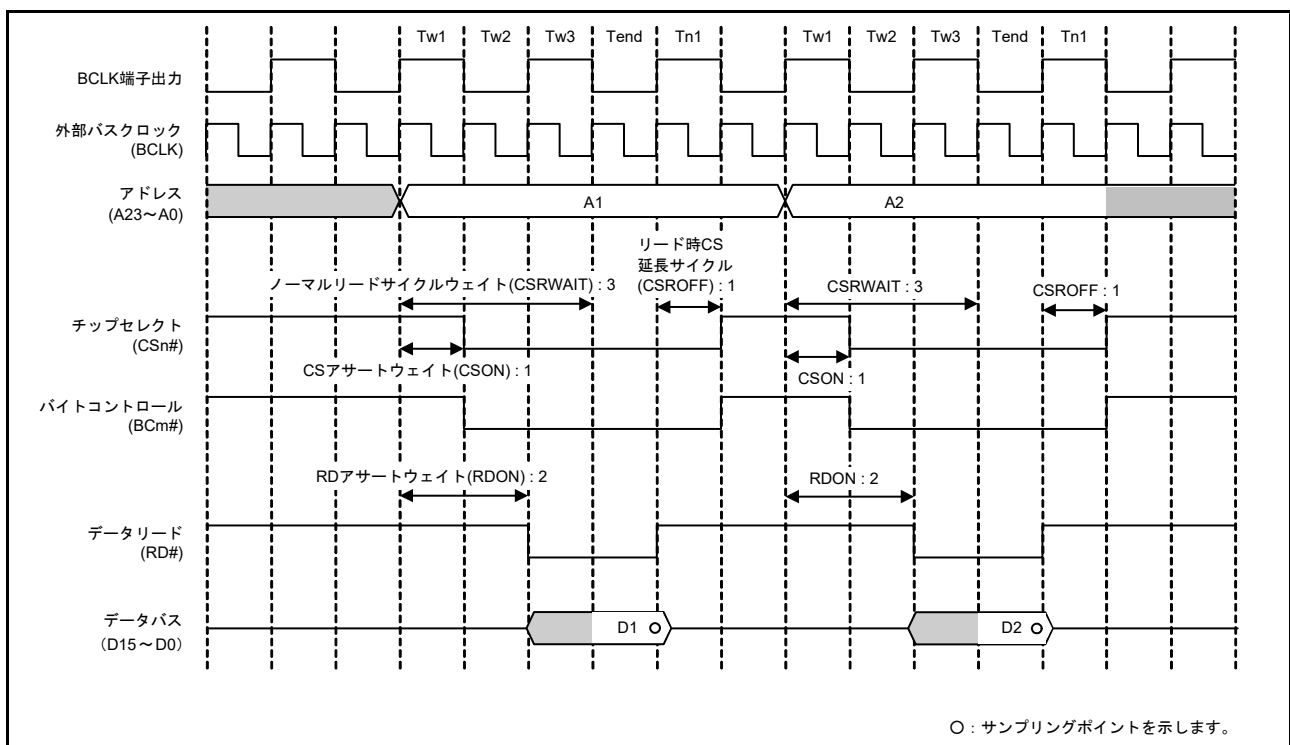 Tw1 Tw2 Tw3 Tend Tn1 Tw1 Tw2 Tw3 Tend Tn1
BCLK端子出力
外部バスクロック
(BCLK)
アドレス
(A23～A0)
A1 A2
リード時CS
延長サイクル
(CSROFF) : 1
ノーマルリードサイクルウェイト(CSRWAIT) : 3
CSRWAIT : 3
CSROFF : 1
チップセレクト
(CSn#)
CSアサートウェイト(CSON) : 1
CSON : 1
バイトコントロール
(BCm#)
RDアサートウェイト(RDON) : 2
RDON : 2
データリード
(RD#)
データバス
（D15～D0）
D1 D2
○ : サンプリングポイントを示します。